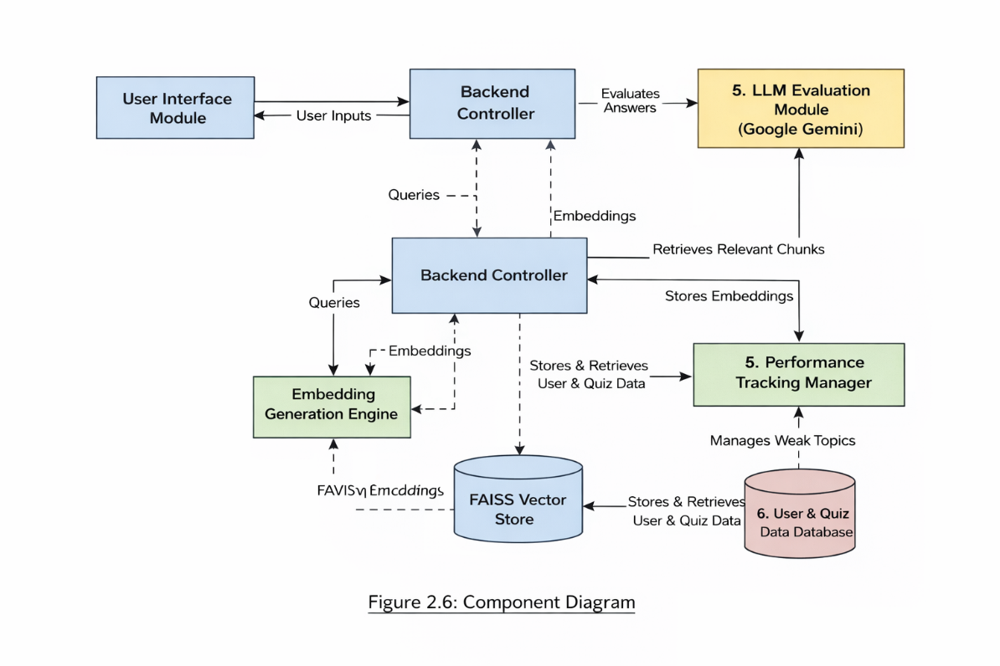 User Interface
Module
Backend
Controller
Evaluates
Answers
5. LLM Evaluation
Module
(Google Gemini)
User Inputs
Queries
Embeddings
Backend Controller
Retrieves Relevant Chunks
Queries
Stores Embeddings
Embeddings
Stores & Retrieves
User & Quiz Data
5. Performance
Tracking Manager
Embedding
Generation Engine
Manages Weak Topics
FAISS Vector
Store
Stores & Retrieves
User & Quiz Data
6. User & Quiz
Data Database
Figure 2.6: Component Diagram